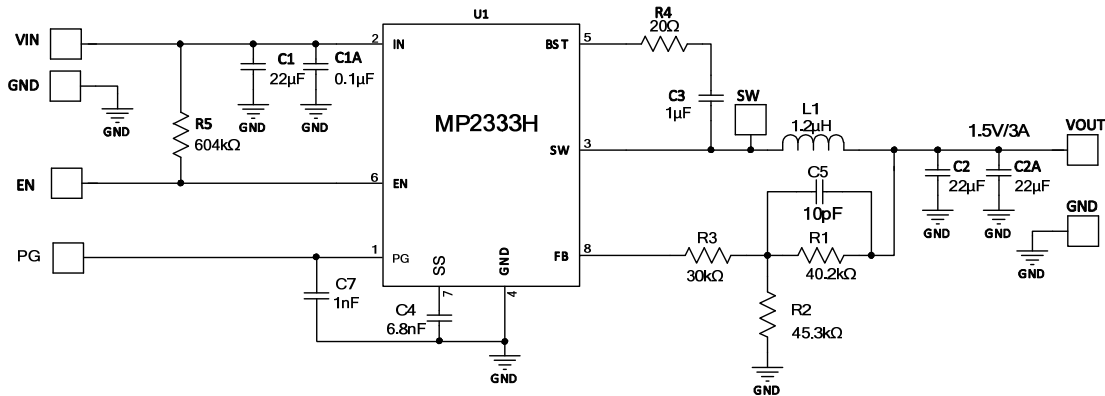 U1
VIN
GND
GND
R5
604kΩ
C1
22µF
GND
C1A
0.1µF
GND
EN
PG
C7
1nF
2
IN
6
EN
1
PG
MP2333H
BST
5
SW
3
FB
8
SS
7
GND
4
C4
6.8nF
GND
R4
20Ω
C3
1µF
SW
L1
1.2µH
C5
10pF
R3
30kΩ
R1
40.2kΩ
R2
45.3kΩ
GND
1.5V/3A
VOUT
C2
22µF
GND
C2A
22µF
GND
GND
GND